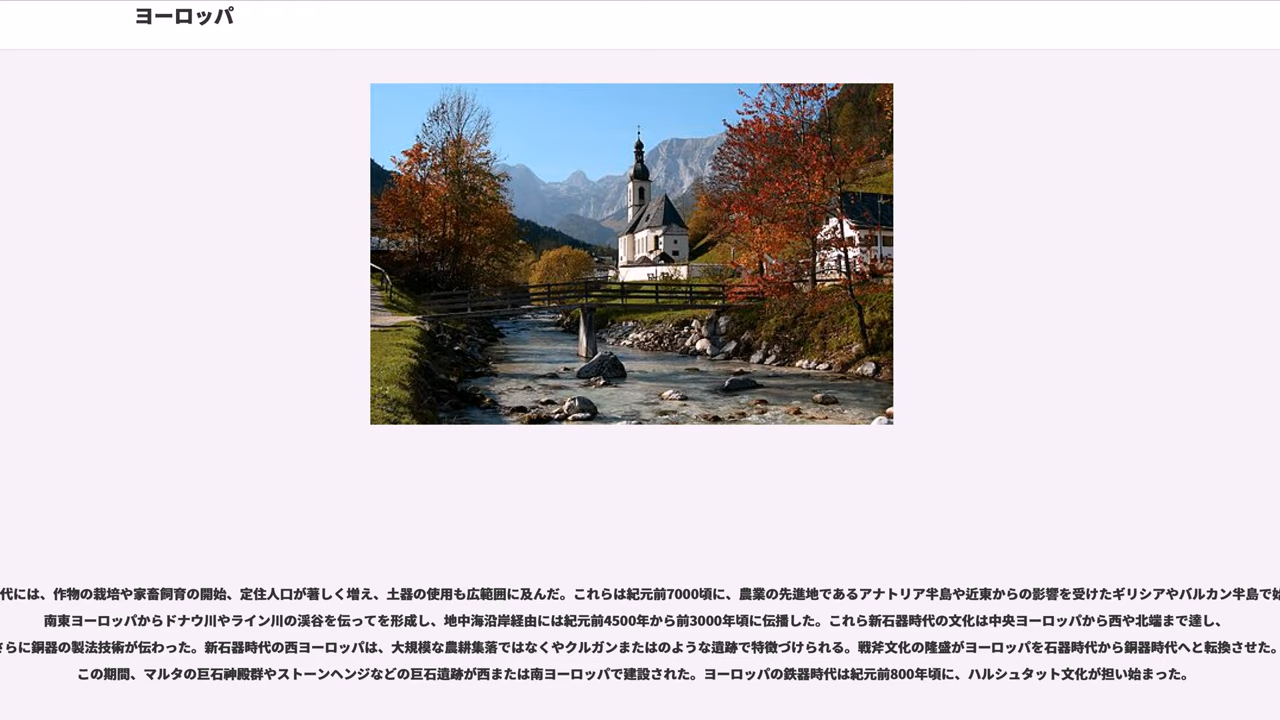 ヨーロッパ
代には、作物の栽培や家畜飼育の開始、定住人口が著しく増え、土器の使用も広範囲に及んだ。これらは紀元前7000頃に、農業の先進地であるアナトリア半島や近東からの影響を受けたギリシアやバルカン半島で
南東ヨーロッパからドナウ川やライン川の渓谷を伝ってを形成し、地中海沿岸経由には紀元前4500年から前3000年頃に伝播した。これら新石器時代の文化は中央ヨーロッパから西や北端まで達し、
さらに銅器の製法技術が伝わった。新石器時代の西ヨーロッパは、大規模な農耕集落ではなくやクルガンまたはのような遺跡で特徴づけられる。戦斧文化の隆盛がヨーロッパを石器時代から銅器時代へと転換させた。
この期間、マルタの巨石神殿群やストーンヘンジなどの巨石遺跡が西または南ヨーロッパで建設された。ヨーロッパの鉄器時代は紀元前800年頃に、ハルシュタット文化が担い始まった。